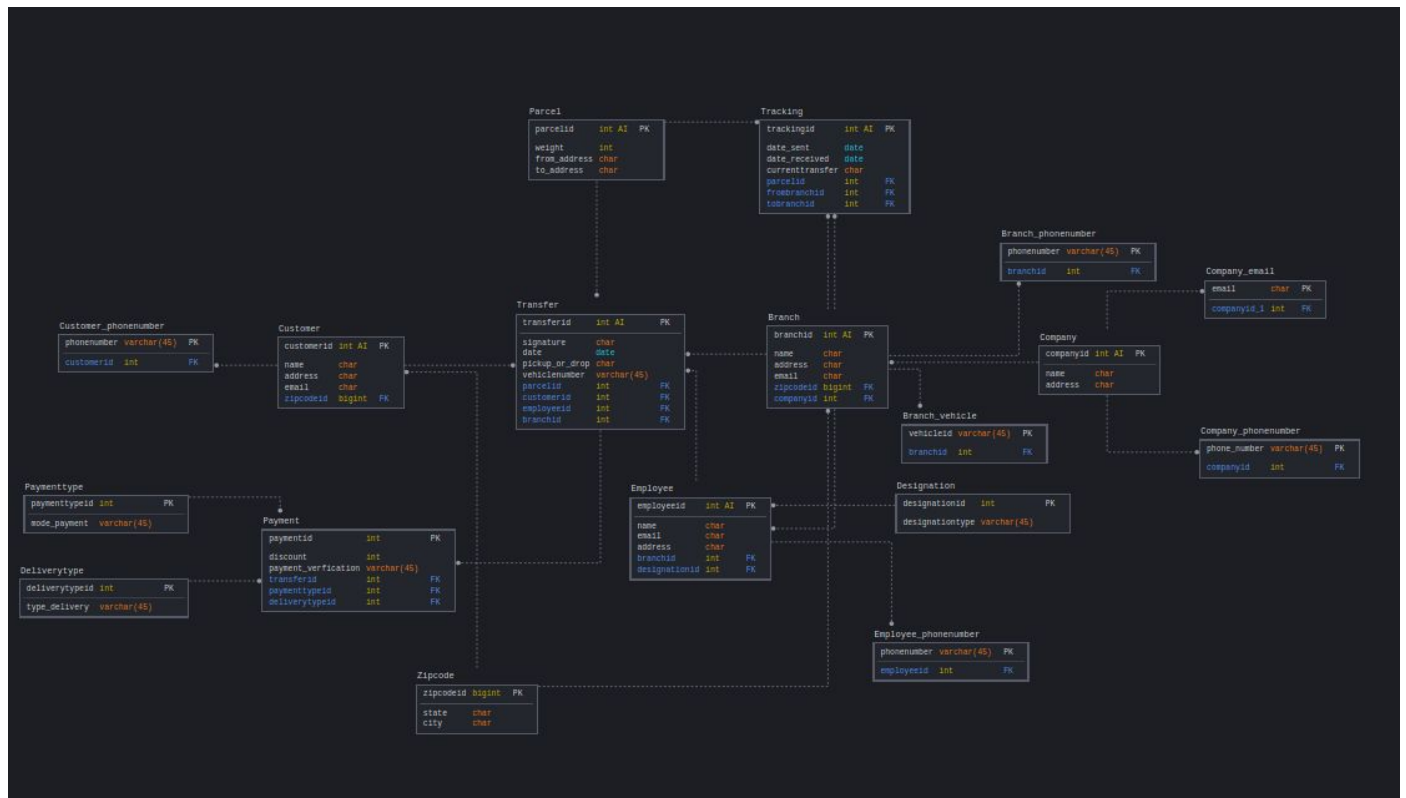 Parcel
parcelid int AI PK
weight int
from_address char
to_address char
Tracking
trackingid int AI PK
date_sent date
date_received date
currenttransfer char
parcelid int FK
frombranchid int FK
tobranchid int FK
Branch_phonenumber
phonenumber varchar(45) PK
branchid int FK
Company_email
email char PK
companyid_1 int FK
Transfer
transferid int AI PK
signature char
date date
pickup_or_drop char
vehiclenumber varchar(45)
parcelid int FK
customerid int FK
employeeid int FK
branchid int FK
Customer_phonenumber
phonenumber varchar(45) PK
customerid int FK
Customer
customerid int AI PK
name char
address char
email char
zipcodeid bigint FK
Branch
branchid int AI PK
name char
address char
email char
zipcodeid bigint FK
companyid int FK
Company
companyid int AI PK
name char
address char
Branch_vehicle
vehicleid varchar(45) PK
branchid int FK
Company_phonenumber
phone_number varchar(45) PK
companyid int FK
Paymenttype
paymenttypeid int PK
mode_payment varchar(45)
Payment
paymentid int PK
discount int
payment_verfication varchar(45)
transferid int FK
paymenttypeid int FK
deliverytypeid int FK
Employee
employeeid int AI PK
name char
email char
address char
branchid int FK
designationid int FK
Designation
designationid int PK
designationtype varchar(45)
Deliverytype
deliverytypeid int PK
type_delivery varchar(45)
Employee_phonenumber
phonenumber varchar(45) PK
employeeid int FK
Zipcode
zipcodeid bigint PK
state char
city char